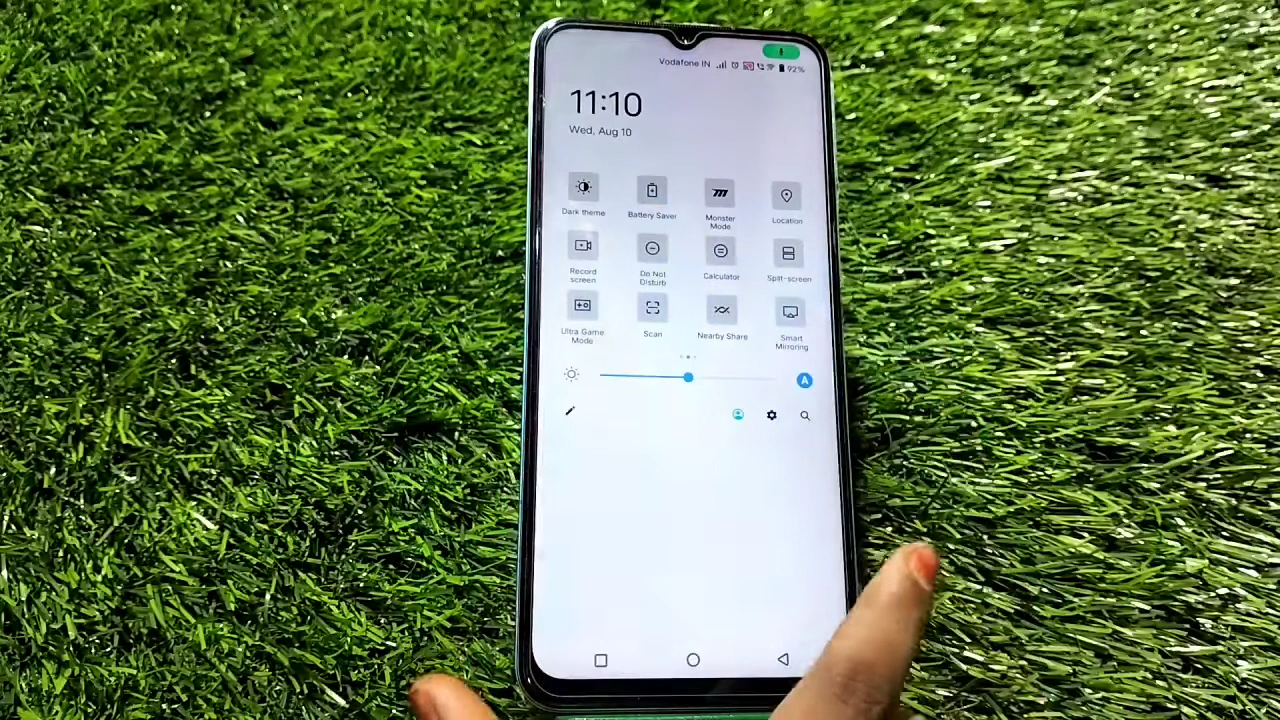 Vodafone IN 92%
11:10
Wed, Aug 10
Dark theme Battery Saver Monster Mode Location
Record screen Do Not Disturb Calculator Split-screen
Ultra Game Mode Scan Nearby Share Smart Mirroring
A